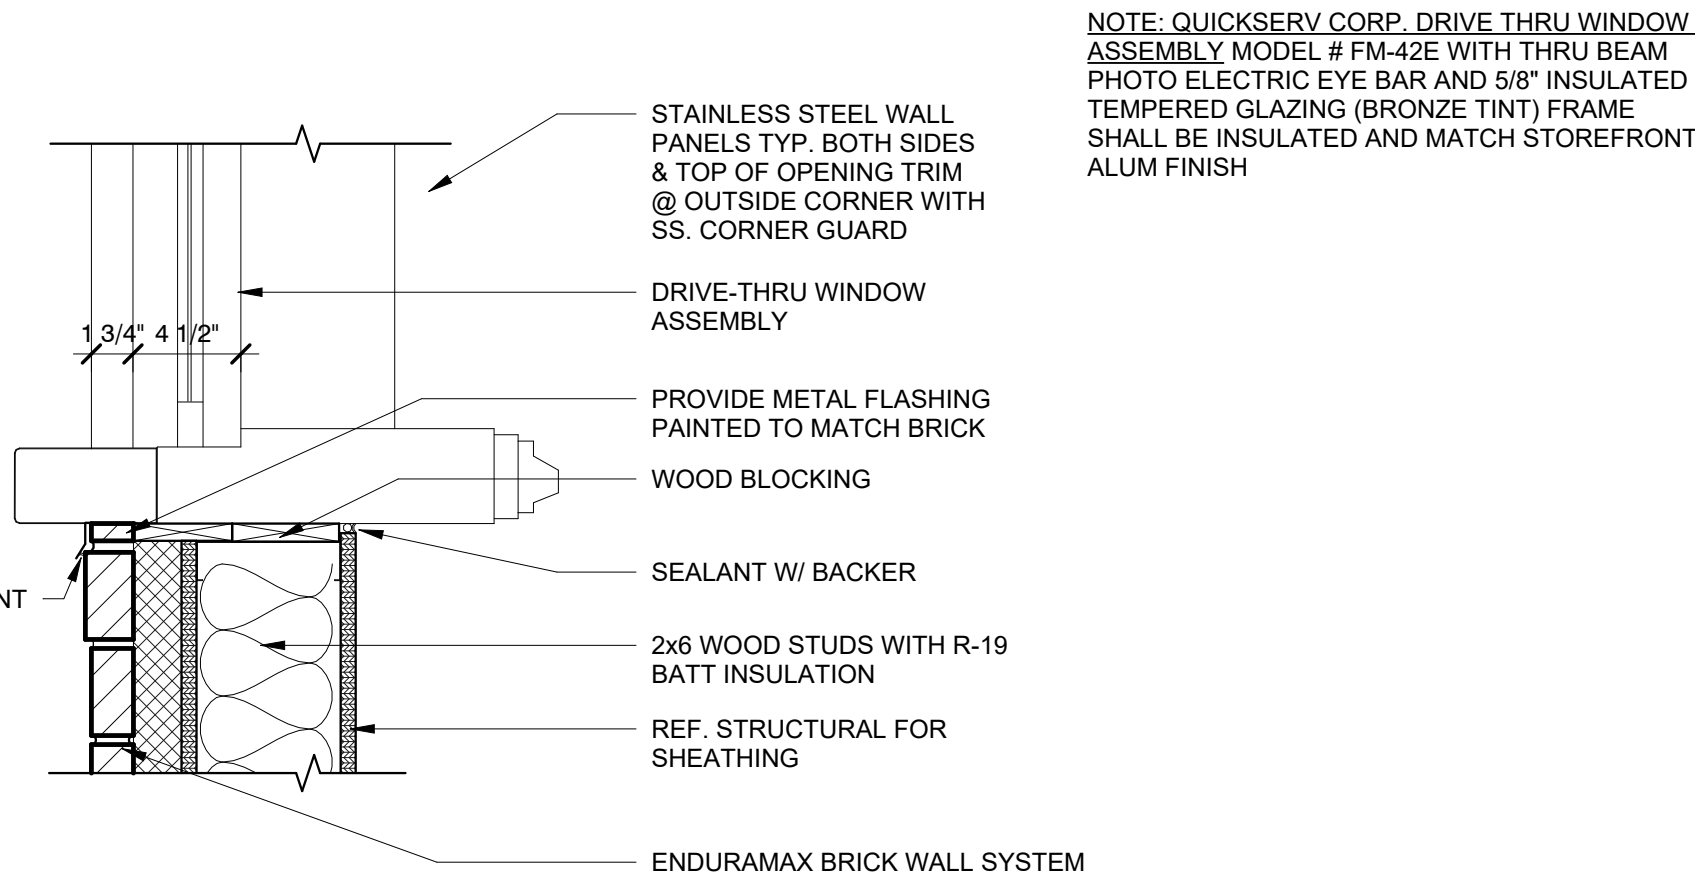 NOTE: QUICKSERV CORP. DRIVE THRU WINDOW
ASSEMBLY MODEL # FM-42E WITH THRU BEAM
PHOTO ELECTRIC EYE BAR AND 5/8" INSULATED
TEMPERED GLAZING (BRONZE TINT) FRAME
SHALL BE INSULATED AND MATCH STOREFRONT
ALUM FINISH
STAINLESS STEEL WALL
PANELS TYP. BOTH SIDES
& TOP OF OPENING TRIM
@ OUTSIDE CORNER WITH
SS. CORNER GUARD
DRIVE-THRU WINDOW
ASSEMBLY
1 3/4" 4 1/2"
PROVIDE METAL FLASHING
PAINTED TO MATCH BRICK
WOOD BLOCKING
SEALANT W/ BACKER
NT
2x6 WOOD STUDS WITH R-19
BATT INSULATION
REF. STRUCTURAL FOR
SHEATHING
ENDURAMAX BRICK WALL SYSTEM